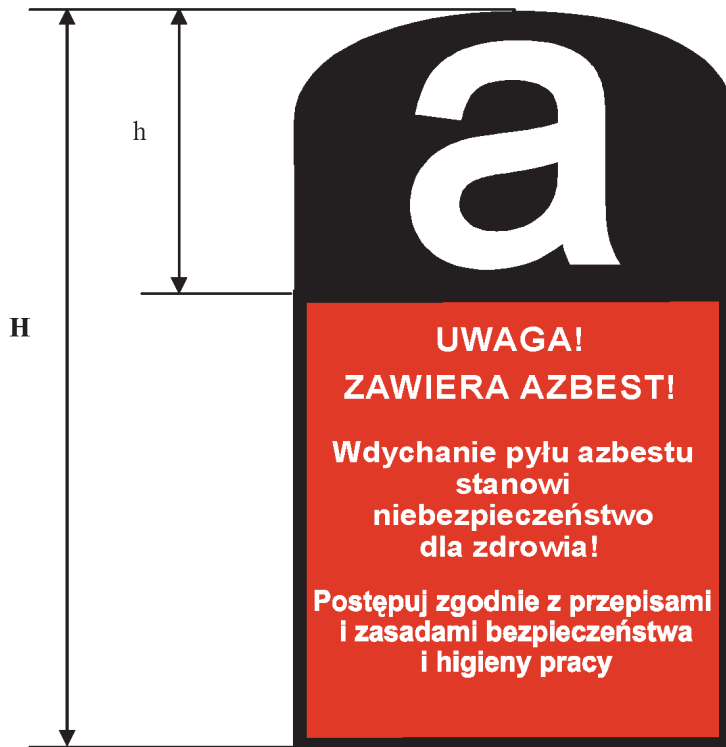 a
h
H
UWAGA!
ZAWIERA AZBEST!
Wdychanie pyłu azbestu
stanowi
niebezpieczeństwo
dla zdrowia!
Postępuj zgodnie z przepisami
i zasadami bezpieczeństwa
i higieny pracy